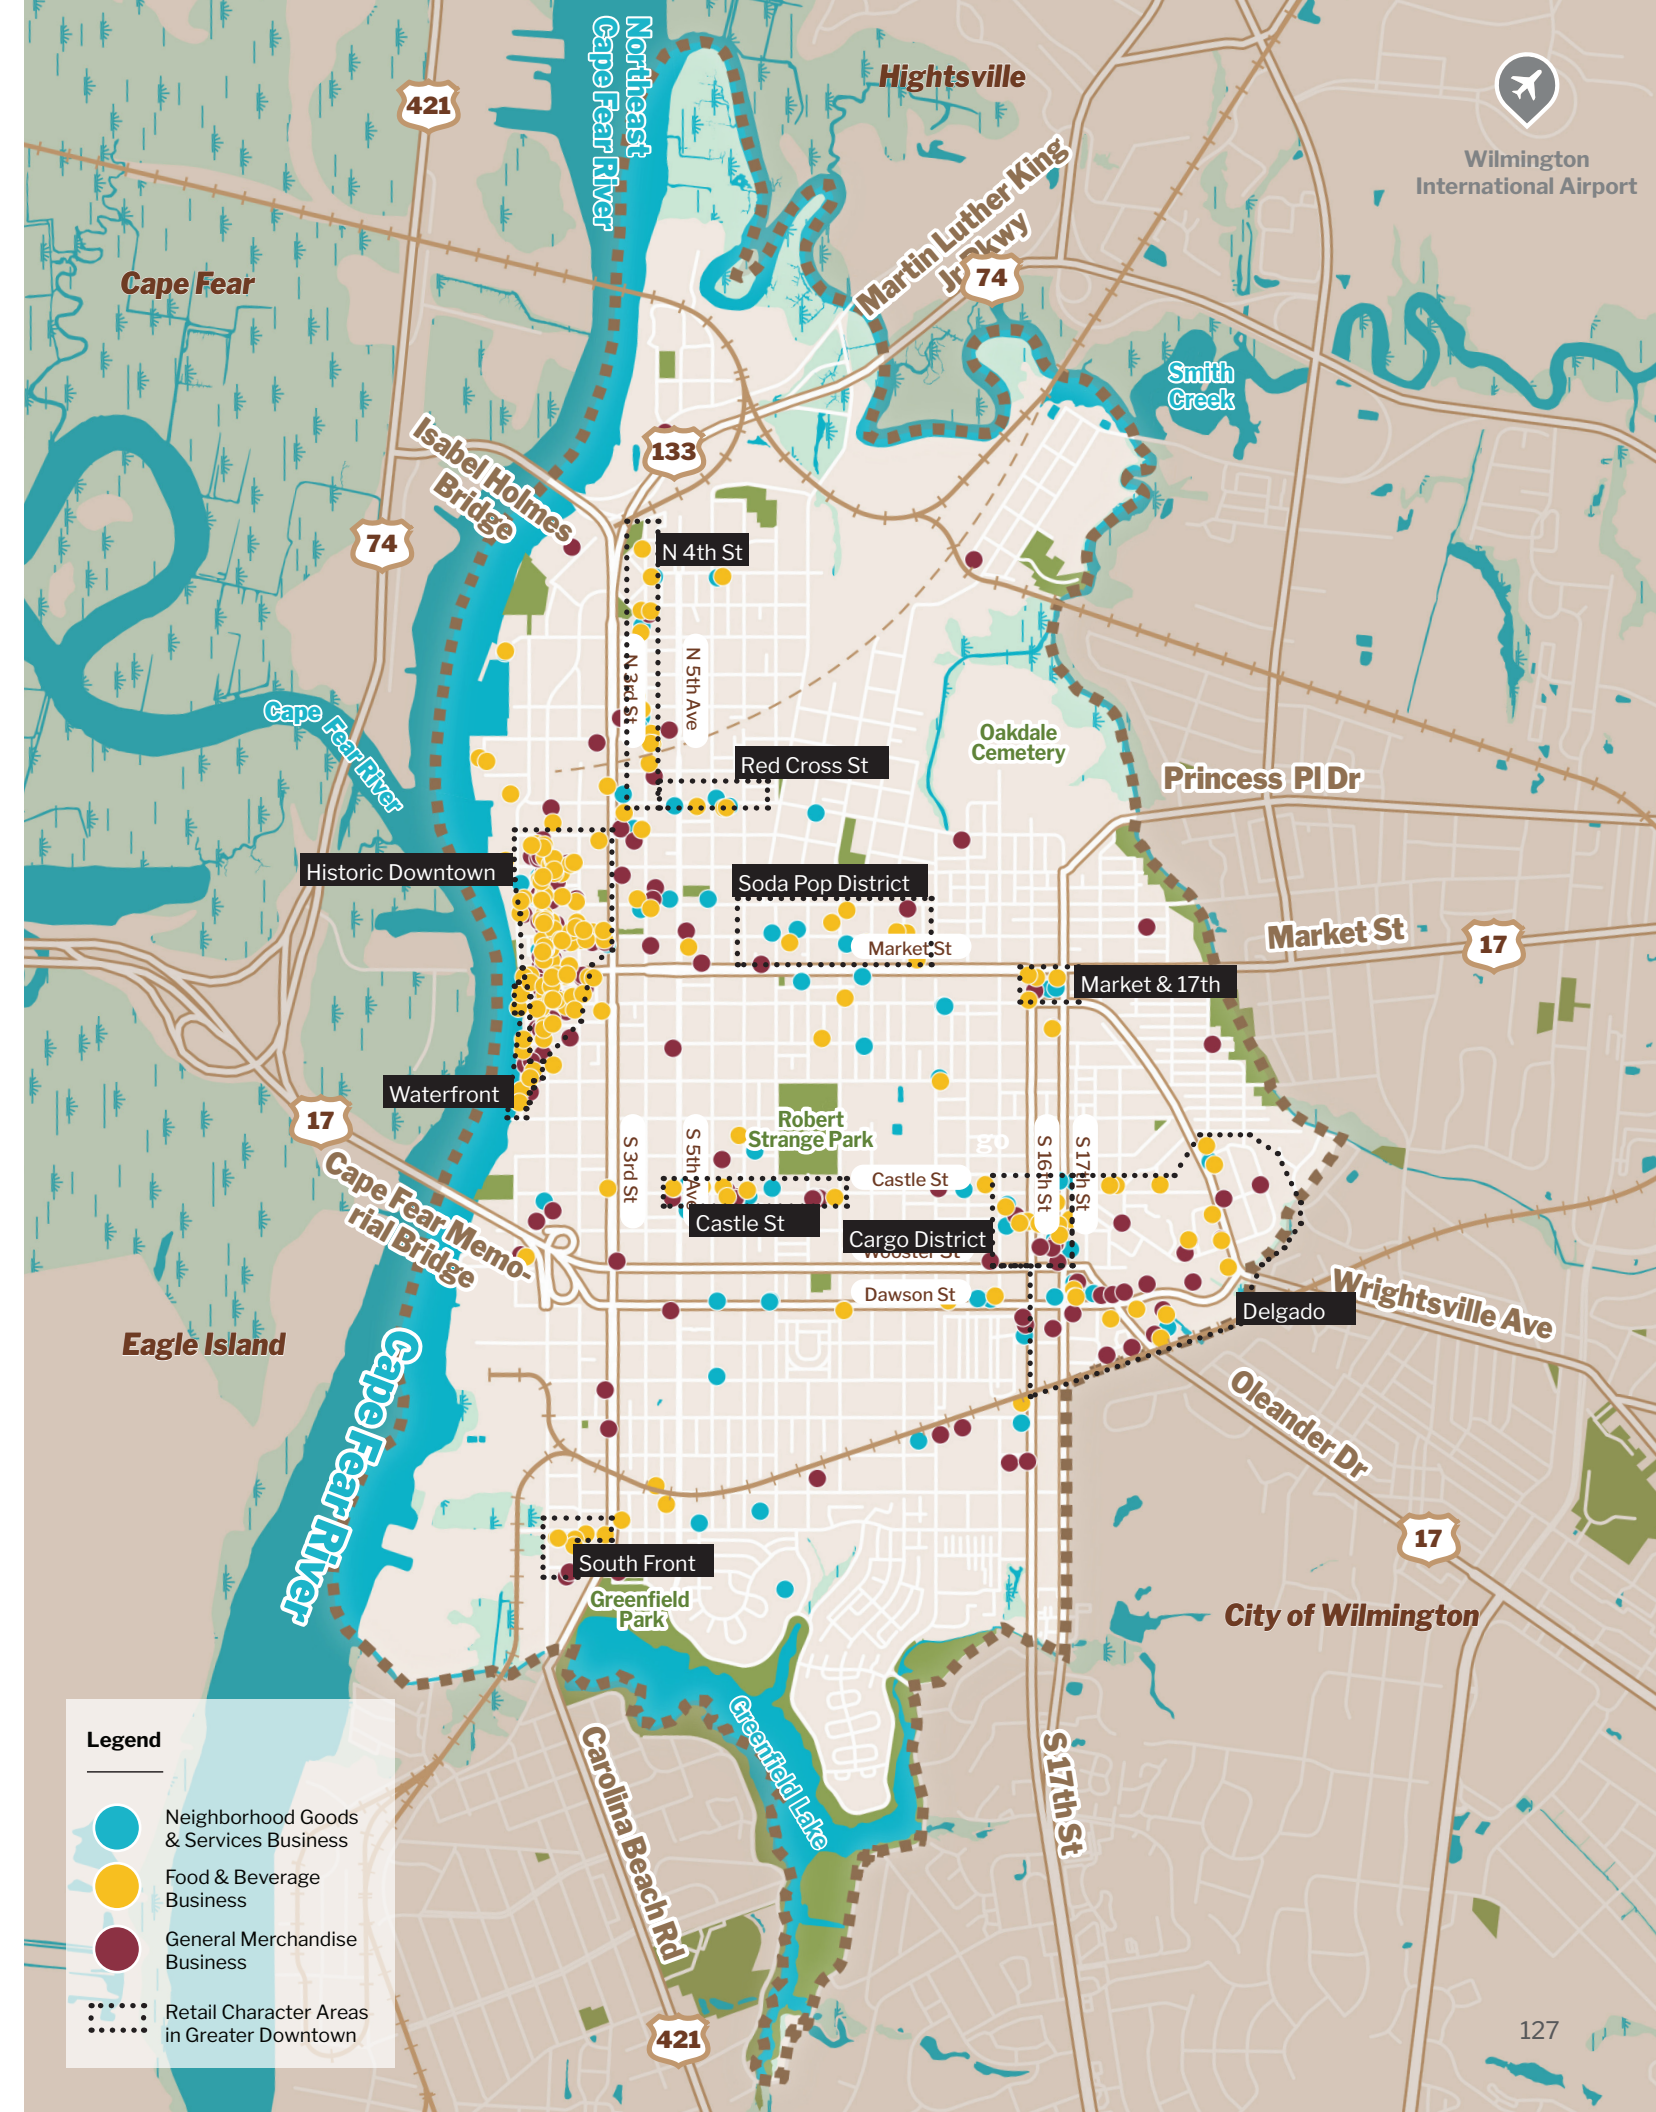 Northeast
Cape Fear River
Hightsville
421
Wilmington
International Airport
Martin Luther King
Jr Pkwy
74
Cape Fear
Smith
Creek
Isabel Holmes
Bridge
133
74
N 4th St
N 3rd St
N 5th Ave
Cape Fear River
Oakdale
Cemetery
Red Cross St
Princess Pl Dr
Historic Downtown
Soda Pop District
Market St
Market St
17
Market & 17th
Waterfront
17
Robert
Strange Park
go
S 3rd St
S 5th Ave
S 16th St
S 17th St
Castle St
Cape Fear Memo-
rial Bridge
Castle St
Cargo District
Wooster St
Dawson St
Delgado
Wrightsville Ave
Eagle Island
Cape Fear River
Oleander Dr
17
South Front
Greenfield
Park
City of Wilmington
Greenfield Lake
Carolina Beach Rd
S 17th St
421
Legend
Neighborhood Goods
& Services Business
Food & Beverage
Business
General Merchandise
Business
Retail Character Areas
in Greater Downtown
127